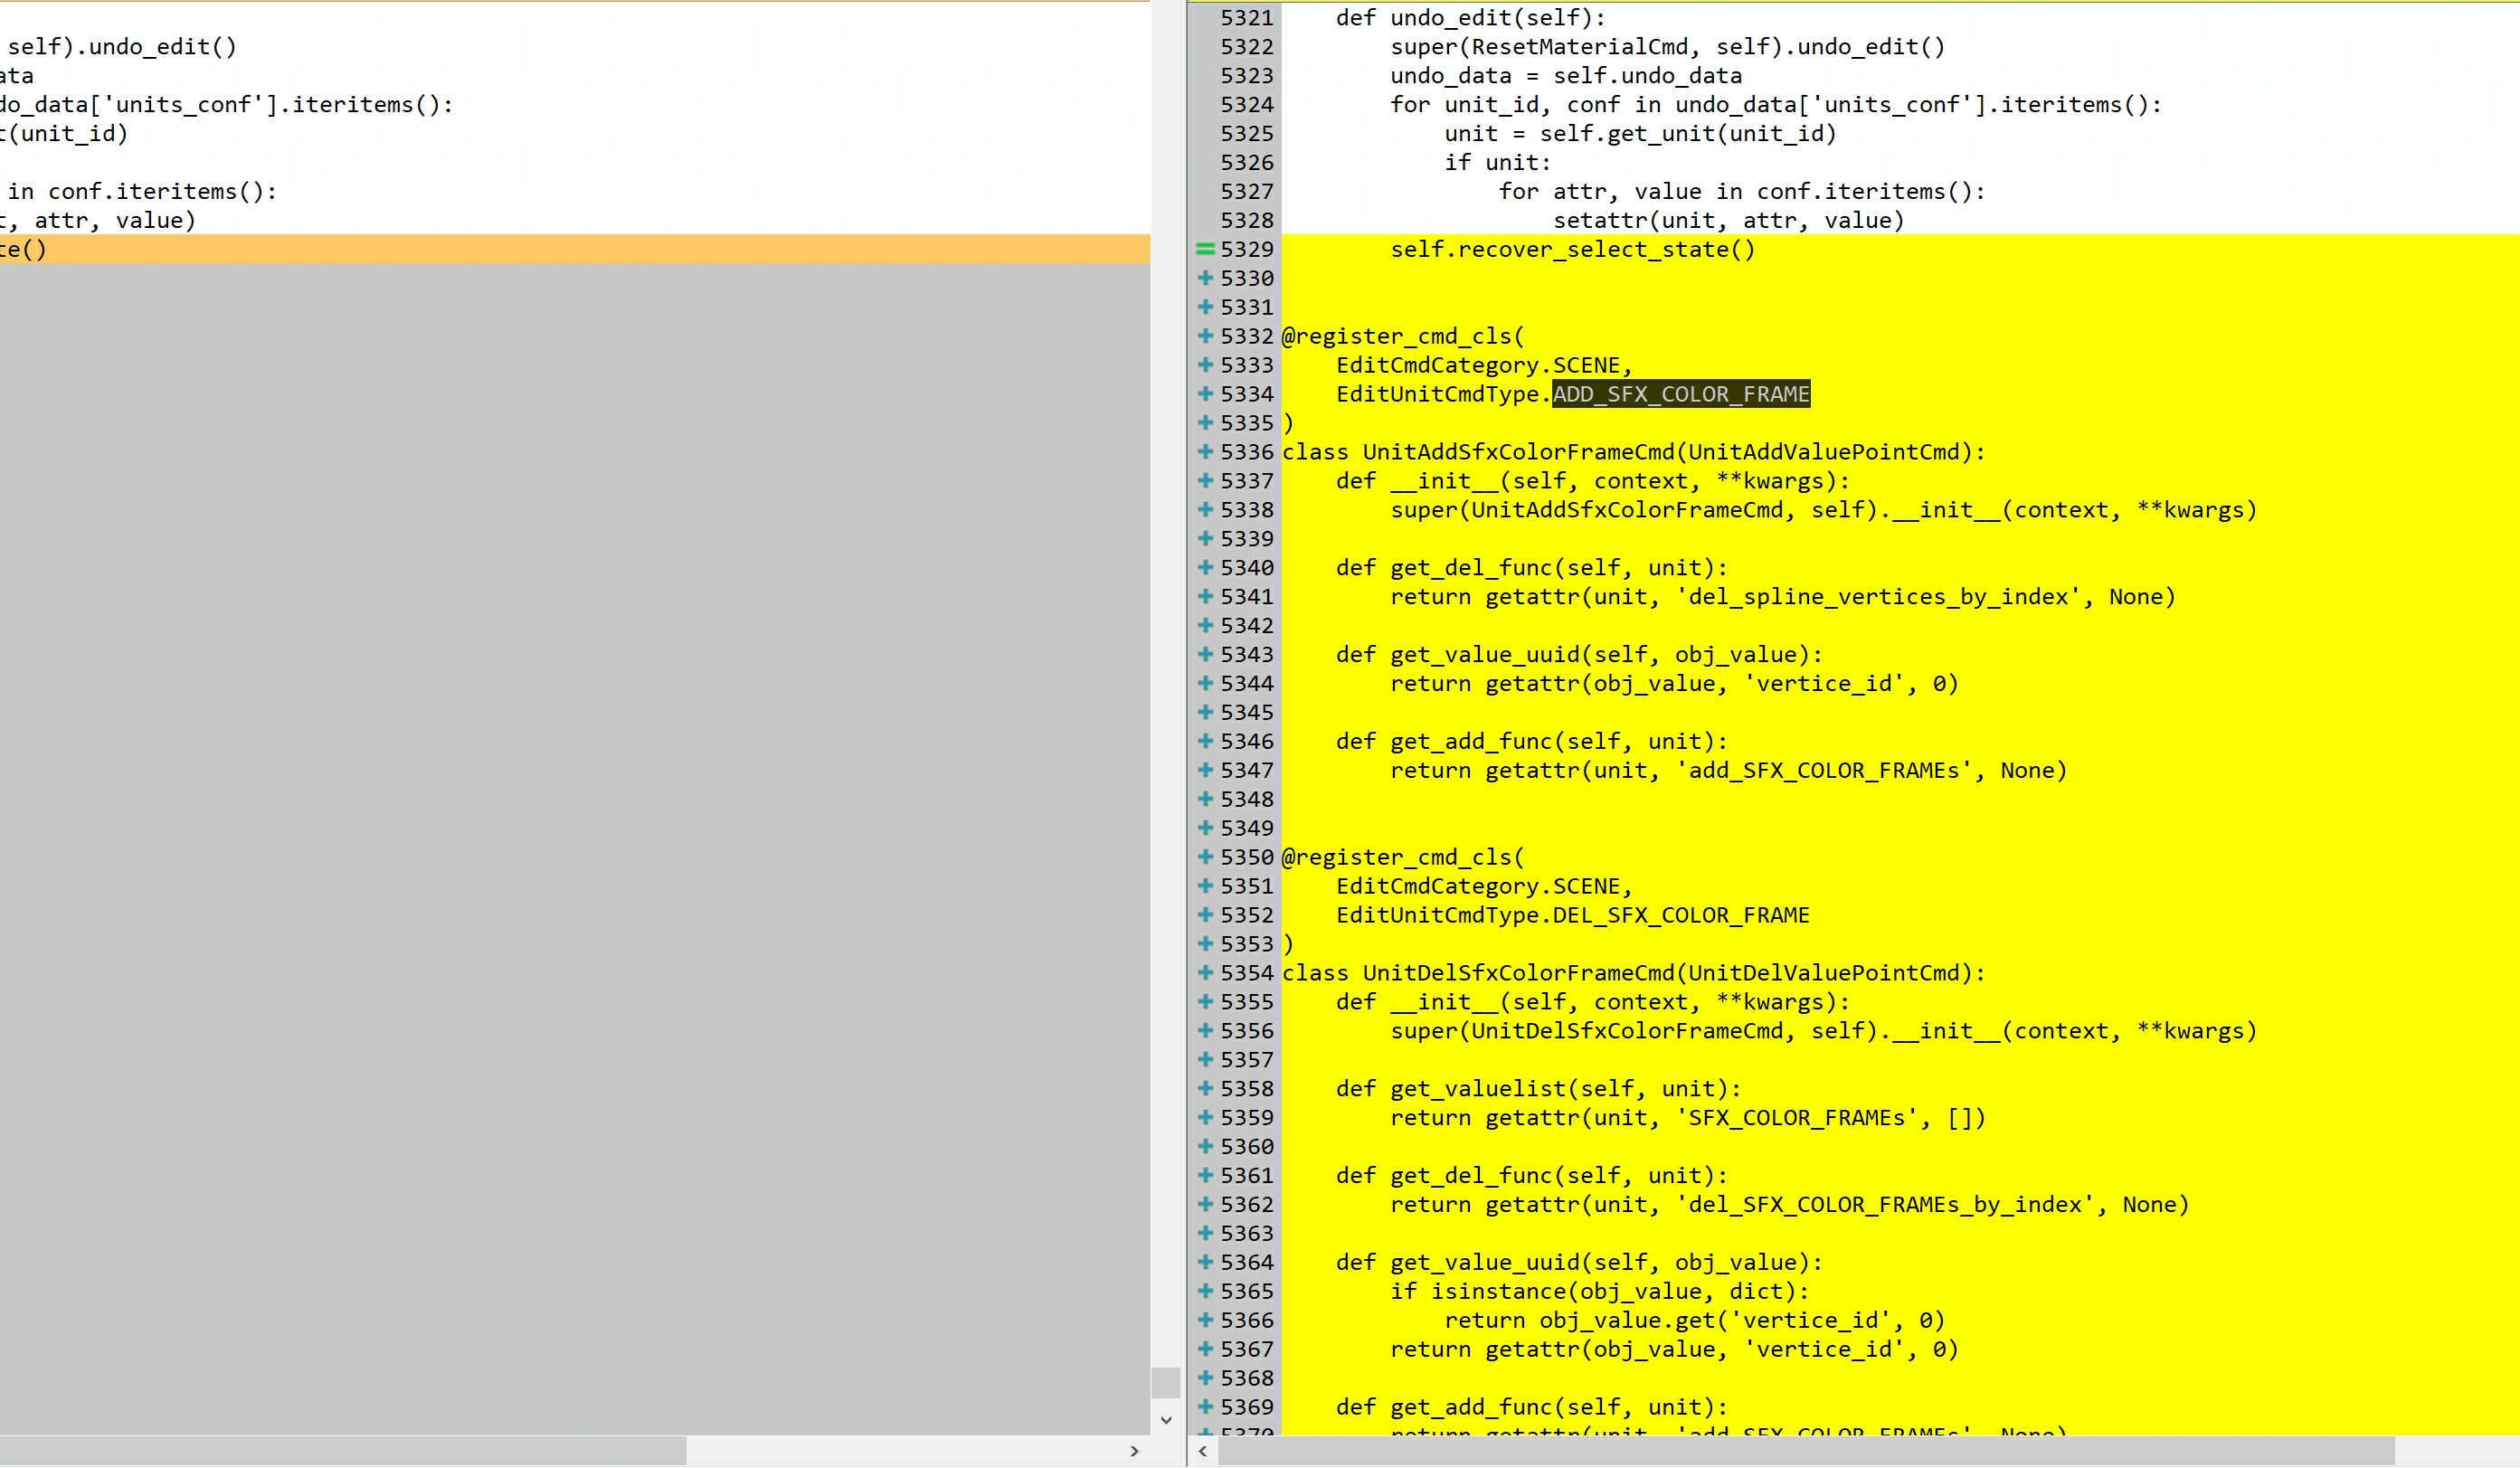 self).undo_edit()
ata
do_data['units_conf'].iteritems():
t(unit_id)
in conf.iteritems():
t, attr, value)
te()
5321     def undo_edit(self):
5322         super(ResetMaterialCmd, self).undo_edit()
5323         undo_data = self.undo_data
5324         for unit_id, conf in undo_data['units_conf'].iteritems():
5325             unit = self.get_unit(unit_id)
5326             if unit:
5327                 for attr, value in conf.iteritems():
5328                     setattr(unit, attr, value)
5329         self.recover_select_state()
5330
5331
5332 @register_cmd_cls(
5333     EditCmdCategory.SCENE,
5334     EditUnitCmdType.ADD_SFX_COLOR_FRAME
5335 )
5336 class UnitAddSfxColorFrameCmd(UnitAddValuePointCmd):
5337     def __init__(self, context, **kwargs):
5338         super(UnitAddSfxColorFrameCmd, self).__init__(context, **kwargs)
5339
5340     def get_del_func(self, unit):
5341         return getattr(unit, 'del_spline_vertices_by_index', None)
5342
5343     def get_value_uuid(self, obj_value):
5344         return getattr(obj_value, 'vertice_id', 0)
5345
5346     def get_add_func(self, unit):
5347         return getattr(unit, 'add_SFX_COLOR_FRAMEs', None)
5348
5349
5350 @register_cmd_cls(
5351     EditCmdCategory.SCENE,
5352     EditUnitCmdType.DEL_SFX_COLOR_FRAME
5353 )
5354 class UnitDelSfxColorFrameCmd(UnitDelValuePointCmd):
5355     def __init__(self, context, **kwargs):
5356         super(UnitDelSfxColorFrameCmd, self).__init__(context, **kwargs)
5357
5358     def get_valuelist(self, unit):
5359         return getattr(unit, 'SFX_COLOR_FRAMEs', [])
5360
5361     def get_del_func(self, unit):
5362         return getattr(unit, 'del_SFX_COLOR_FRAMEs_by_index', None)
5363
5364     def get_value_uuid(self, obj_value):
5365         if isinstance(obj_value, dict):
5366             return obj_value.get('vertice_id', 0)
5367         return getattr(obj_value, 'vertice_id', 0)
5368
5369     def get_add_func(self, unit):
5370         return getattr(unit, 'add_SFX_COLOR_FRAMEs', None)